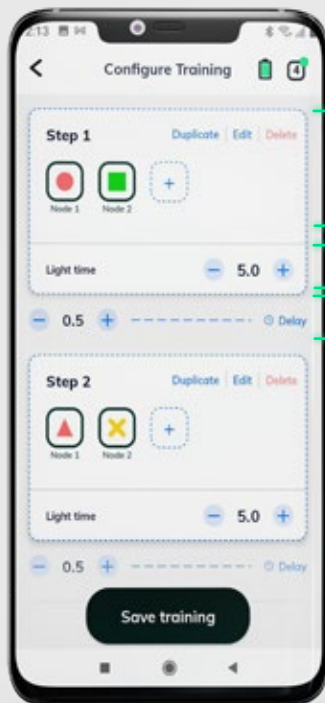 2:13
Configure Training 4
Step 1 Duplicate Edit Delete
Node 1 Node 2 +
Light time − 5.0 +
− 0.5 + Delay
Step 2 Duplicate Edit Delete
Node 1 Node 2 +
Light time − 5.0 +
− 0.5 + Delay
Save training